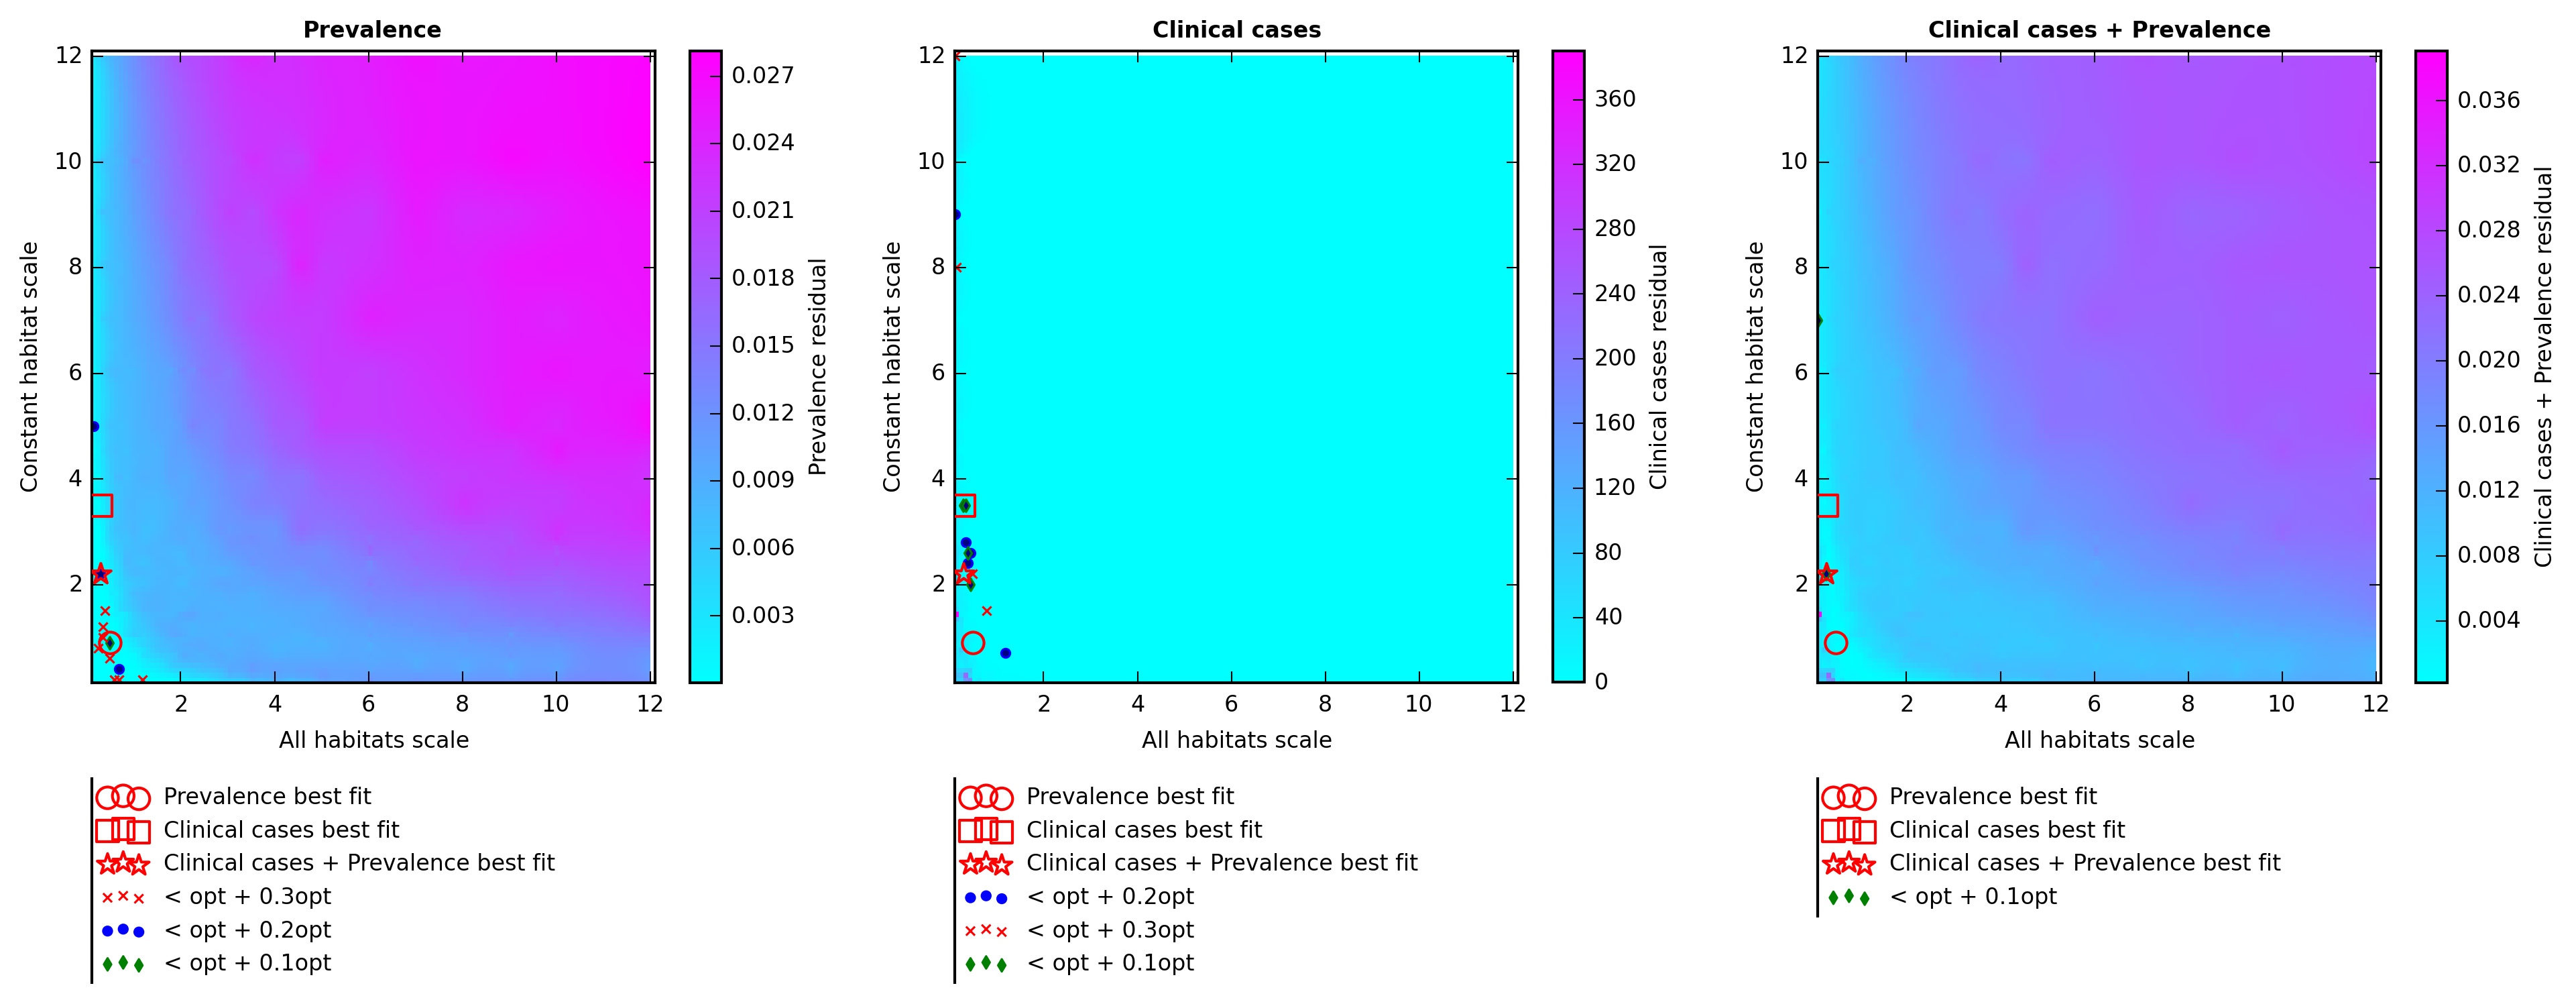 Prevalence
12
10
8
6
4
2
2 4 6 8 10 12
Constant habitat scale
All habitats scale
0.027
0.024
0.021
0.018
0.015
0.012
0.009
0.006
0.003
Prevalence residual
Prevalence best fit
Clinical cases best fit
Clinical cases + Prevalence best fit
< opt + 0.3opt
< opt + 0.2opt
< opt + 0.1opt
Clinical cases
12
10
8
6
4
2
2 4 6 8 10 12
Constant habitat scale
All habitats scale
360
320
280
240
200
160
120
80
40
0
Clinical cases residual
Prevalence best fit
Clinical cases best fit
Clinical cases + Prevalence best fit
< opt + 0.2opt
< opt + 0.3opt
< opt + 0.1opt
Clinical cases + Prevalence
12
10
8
6
4
2
2 4 6 8 10 12
Constant habitat scale
All habitats scale
0.036
0.032
0.028
0.024
0.020
0.016
0.012
0.008
0.004
Clinical cases + Prevalence residual
Prevalence best fit
Clinical cases best fit
Clinical cases + Prevalence best fit
< opt + 0.1opt